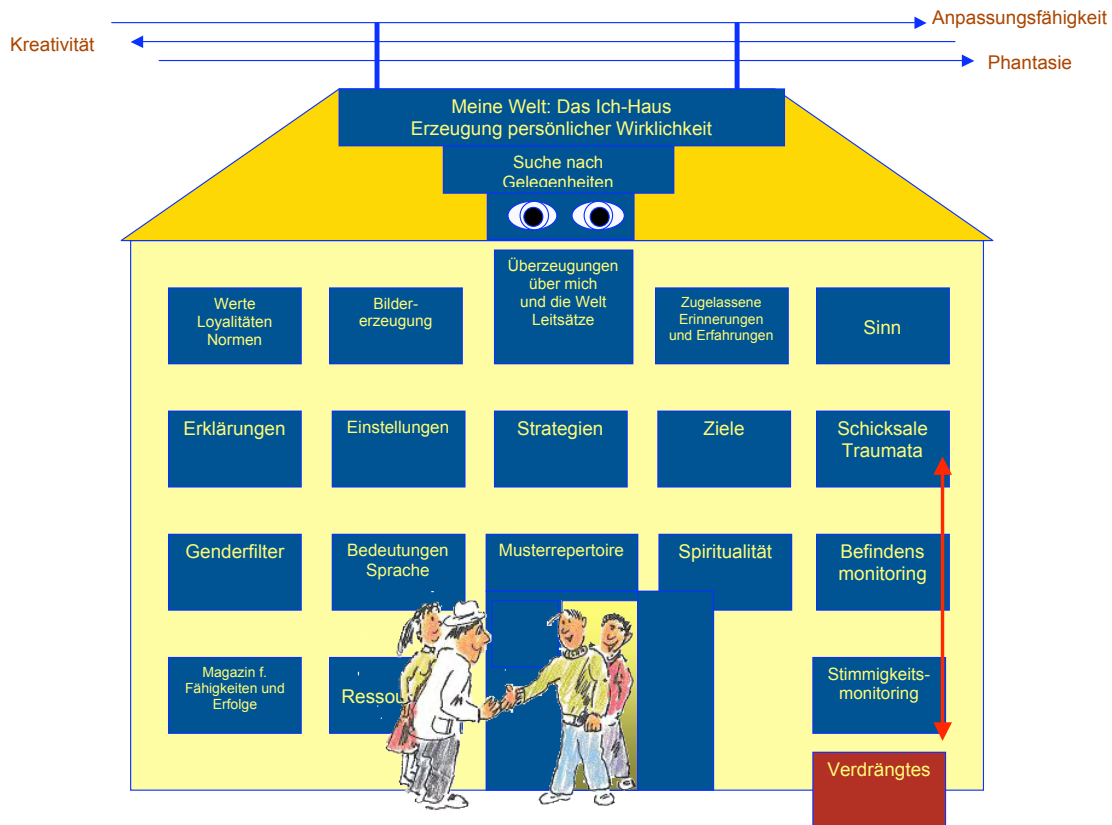 Anpassungsfähigkeit
Kreativität
Phantasie
Meine Welt: Das Ich-Haus
Erzeugung persönlicher Wirklichkeit
Suche nach
Gelegenheiten
Werte
Loyalitäten
Normen
Bilder-
erzeugung
Überzeugungen
über mich
und die Welt
Leitsätze
Zugelassene
Erinnerungen
und Erfahrungen
Sinn
Erklärungen
Einstellungen
Strategien
Ziele
Schicksale
Traumata
Genderfilter
Bedeutungen
Sprache
Musterrepertoire
Spiritualität
Befindens
monitoring
Magazin f.
Fähigkeiten und
Erfolge
Ressou
Stimmigkeits-
monitoring
Verdrängtes